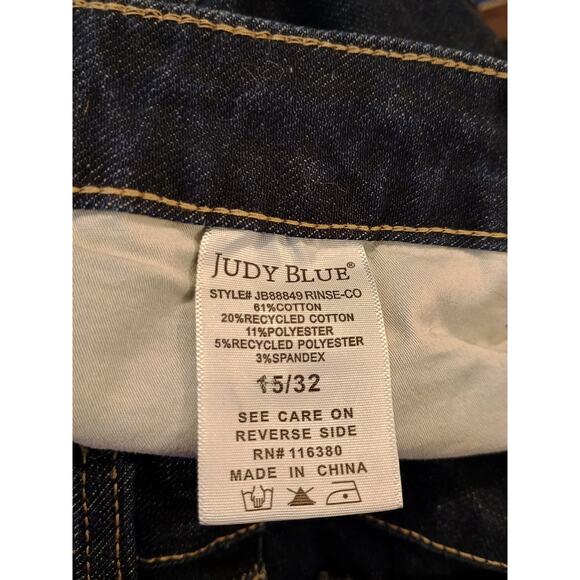 JUDY BLUE®
STYLE# JB88849 RINSE-CO
61%COTTON
20%RECYCLED COTTON
11%POLYESTER
5%RECYCLED POLYESTER
3%SPANDEX
15/32
SEE CARE ON
REVERSE SIDE
RN# 116380
MADE IN CHINA